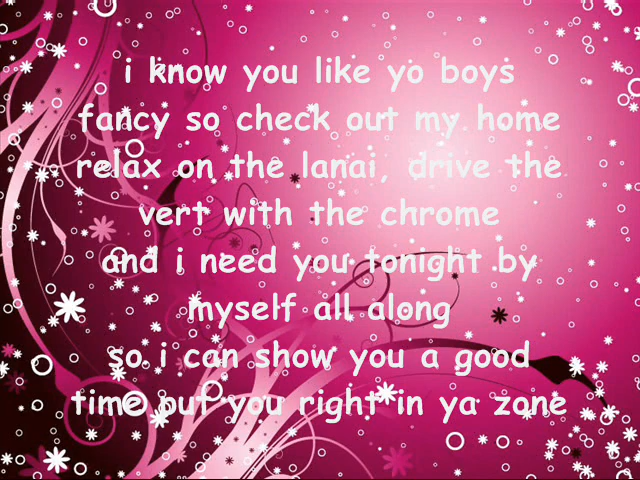 i know you like yo boys
fancy so check out my home
relax on the lanai, drive the
vert with the chrome
and i need you tonight by
myself all along
so i can show you a good
time put you right in ya zone